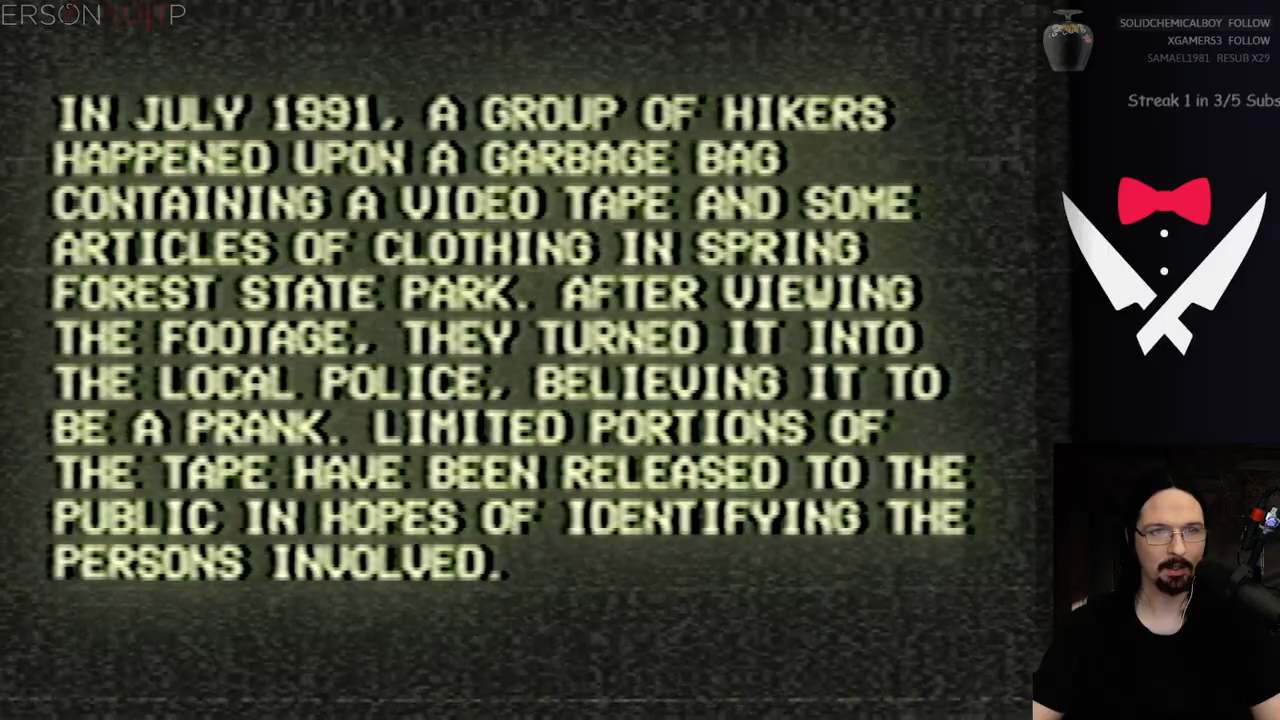 IN JULY 1991, A GROUP OF HIKERS
HAPPENED UPON A GARBAGE BAG
CONTAINING A VIDEO TAPE AND SOME
ARTICLES OF CLOTHING IN SPRING
FOREST STATE PARK. AFTER VIEWING
THE FOOTAGE, THEY TURNED IT INTO
THE LOCAL POLICE, BELIEVING IT TO
BE A PRANK. LIMITED PORTIONS OF
THE TAPE HAVE BEEN RELEASED TO THE
PUBLIC IN HOPES OF IDENTIFYING THE
PERSONS INVOLVED.
SOLIDCHEMICALBOY FOLLOW
XGAMER53 FOLLOW
SAMAEL1981 RESUB X29
Streak 1 in 3/5 Subs